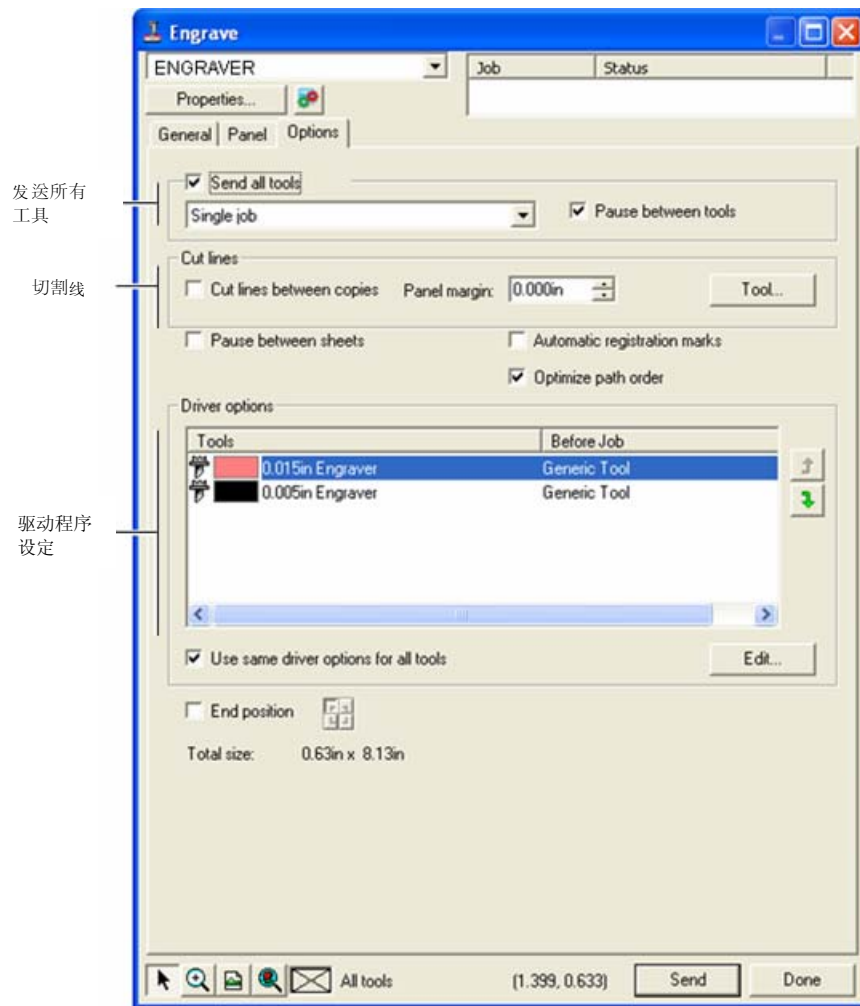 Engrave
ENGRAVER
Job Status
Properties...
General Panel Options
发送所有
工具
Send all tools
Single job
Pause between tools
切割线
Cut lines
Cut lines between copies Panel margin: 0.000in Tool...
Pause between sheets Automatic registration marks
Optimize path order
驱动程序
设定
Driver options
Tools Before Job
0.015in Engraver Generic Tool
0.005in Engraver Generic Tool
Use same driver options for all tools Edit...
End position
Total size: 0.63in x 8.13in
All tools (1.399, 0.633) Send Done